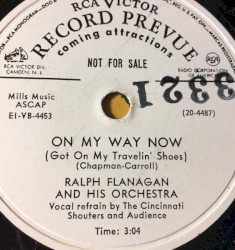 RCA VICTOR
RECORD PREVUE
coming attractions
RCA VICTOR DIV.
CAMDEN, N. J.
NOT FOR SALE
RADIO CORPORATION
OF AMERICA
Mills Music
ASCAP
E1-VB-4453
3321
(20-4487)
ON MY WAY NOW
(Got On My Travelin' Shoes)
(Chapman-Carroll)
RALPH FLANAGAN
AND HIS ORCHESTRA
Vocal refrain by The Cincinnati
Shouters and Audience
Time: 3:04